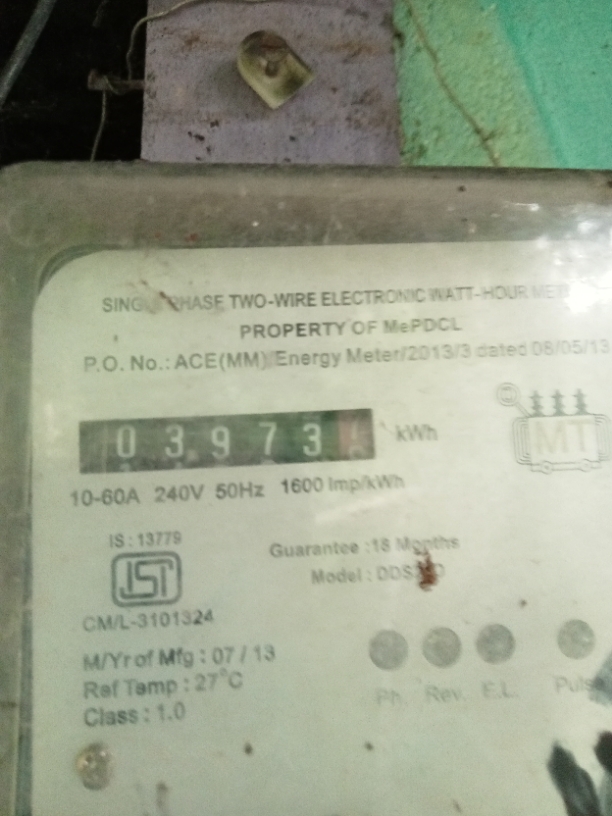 PHASE TWO-WIRE ELECTRONIC WATT-HOUR
PROPERTY OF MePDCL
P.O. No.: ACE(MM)/Energy Meter/2013/3 dated 08/05/13
0 3 9 7 3 kWh
MT
10-60A 240V 50Hz 1600 Imp/kWh
IS : 13779
Guarantee : 18 Months
Model :
CM/L-3101324
M/Yr of Mfg : 07 / 13
Ref Temp : 27°C
Class : 1.0
Ph. Rev. E.L.